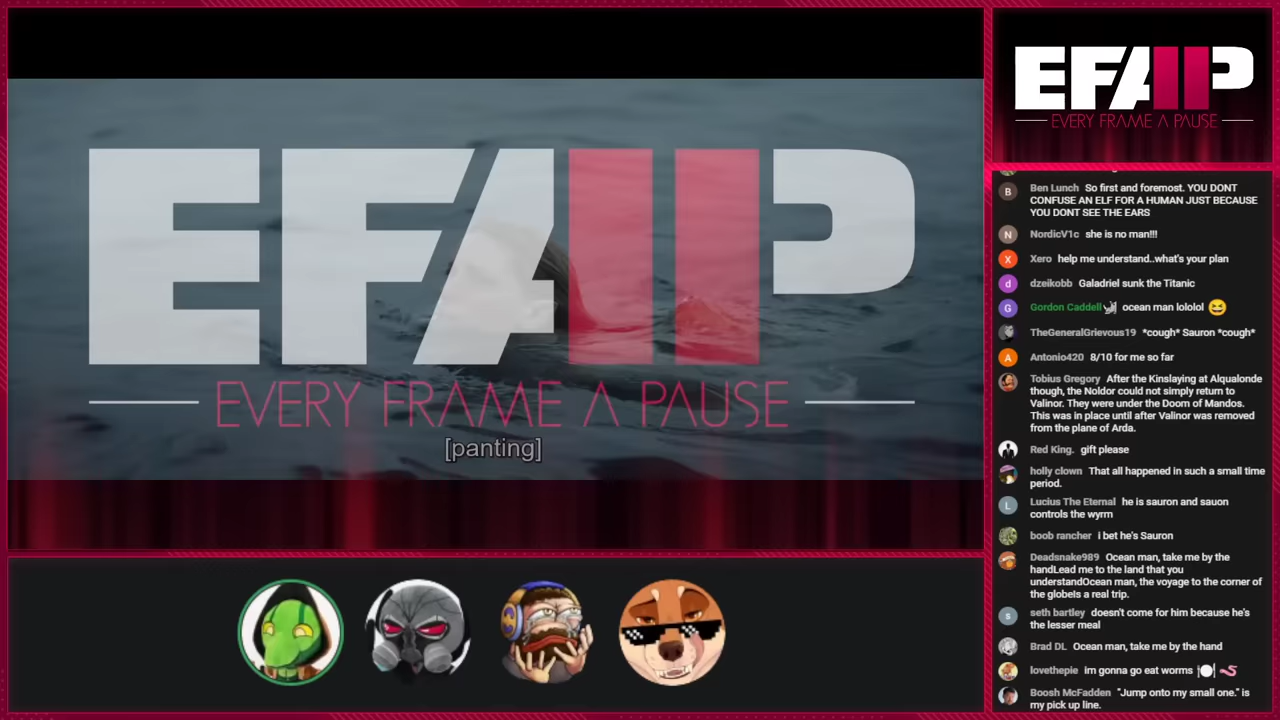 EFAP
EVERY FRAME A PAUSE
[panting]
EFAP
EVERY FRAME A PAUSE
B
Ben Lunch So first and foremost. YOU DONT
CONFUSE AN ELF FOR A HUMAN JUST BECAUSE
YOU DONT SEE THE EARS
N
NordicV1c she is no man!!!
X
Xero help me understand..what's your plan
d
dzeikobb Galadriel sunk the Titanic
G
Gordon Caddell ocean man lololol 😆
TheGeneralGrievous19 *cough* Sauron *cough*
A
Antonio420 8/10 for me so far
Tobius Gregory After the Kinslaying at Alqualonde
though, the Noldor could not simply return to
Valinor. They were under the Doom of Mandos.
This was in place until after Valinor was removed
from the plane of Arda.
Red King. gift please
holly clown That all happened in such a small time
period.
L
Lucius The Eternal he is sauron and sauon
controls the wyrm
boob rancher i bet he's Sauron
Deadsnake989 Ocean man, take me by the
handLead me to the land that you
understandOcean man, the voyage to the corner of
the globeIs a real trip.
s
seth bartley doesn't come for him because he's
the lesser meal
Brad DL Ocean man, take me by the hand
lovethepie im gonna go eat worms 🍽️ 🪱
Boosh McFadden "Jump onto my small one." is
my pick up line.